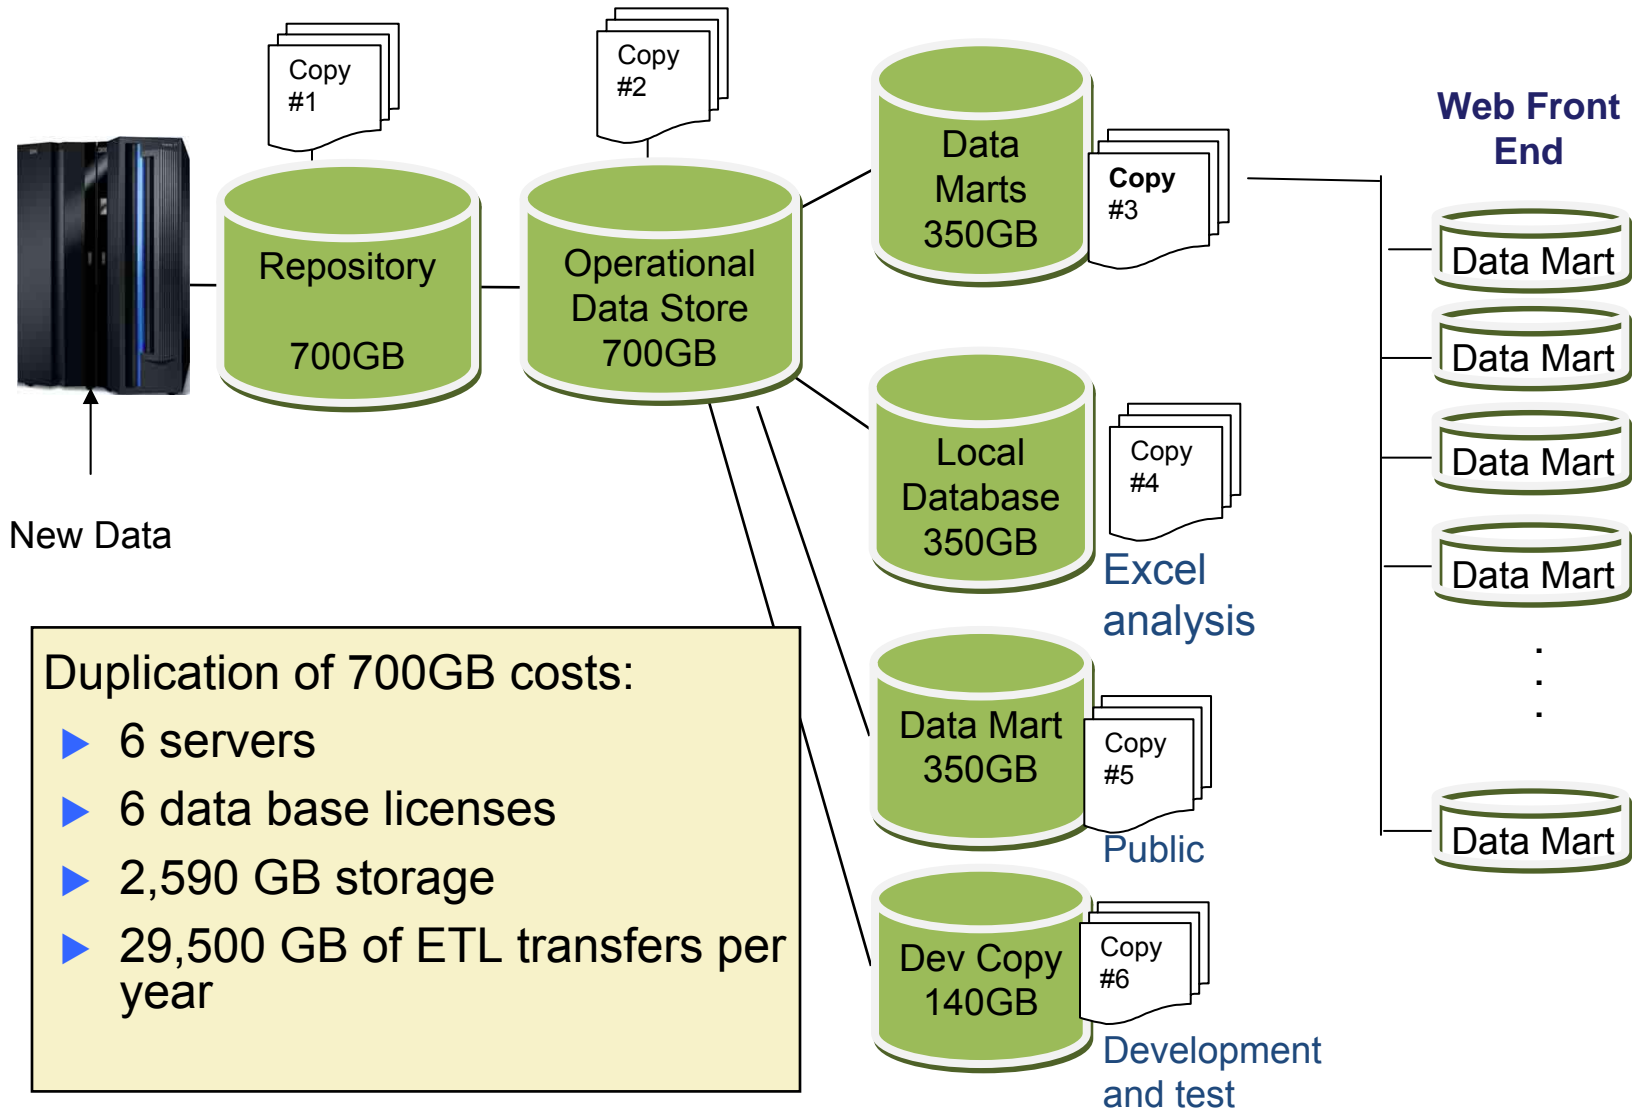 Copy
#1
Copy
#2
Data
Marts
350GB
Copy
#3
Web Front
End
Repository
700GB
Operational
Data Store
700GB
Data Mart
Data Mart
Data Mart
Data Mart
.
.
.
Data Mart
Local
Database
350GB
Copy
#4
Excel
analysis
New Data
Data Mart
350GB
Copy
#5
Public
Dev Copy
140GB
Copy
#6
Development
and test
Duplication of 700GB costs:
6 servers
6 data base licenses
2,590 GB storage
29,500 GB of ETL transfers per
year